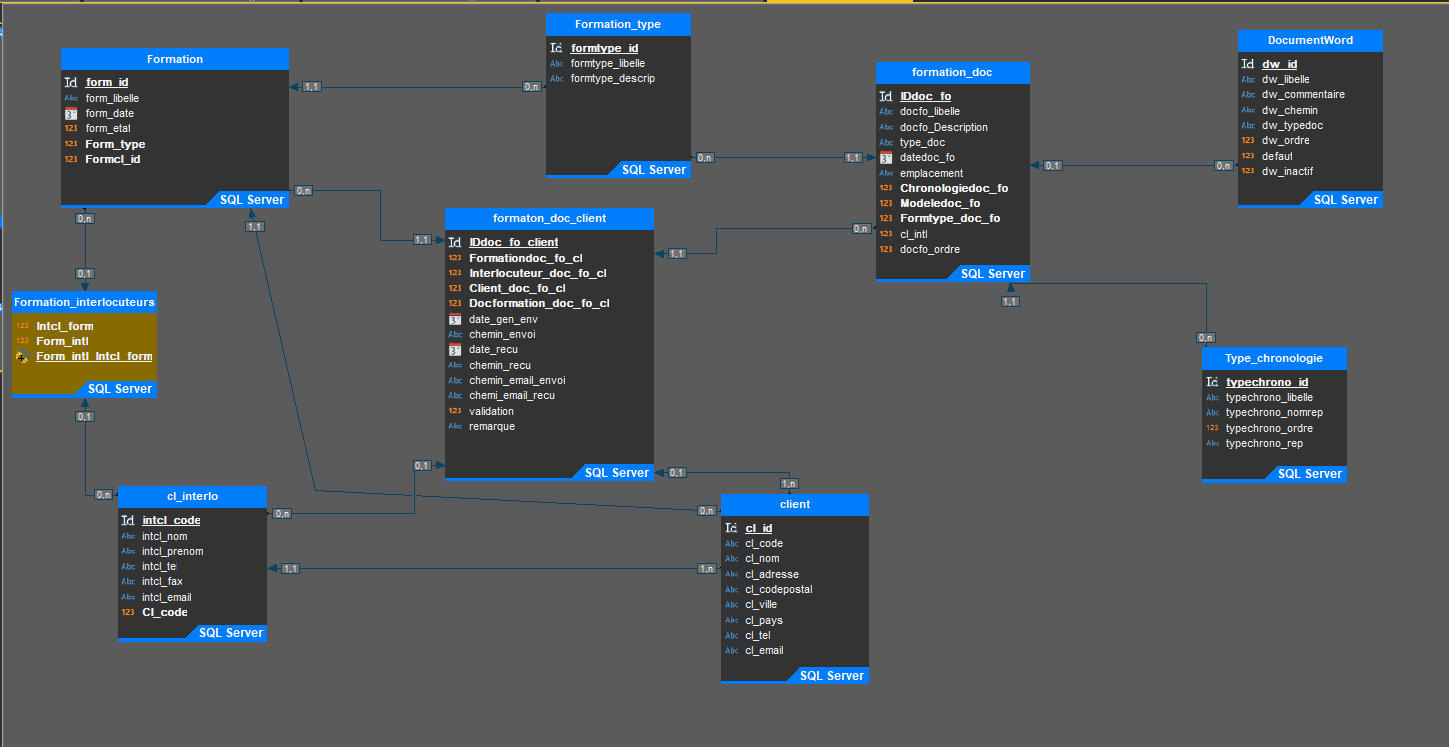 Formation
Id form_id
Abc form_libelle
31 form_date
123 form_etat
123 Form_type
123 Formcl_id
SQL Server
1,1
0,n
Formation_type
Id formtype_id
Abc formtype_libelle
Abc formtype_descrip
SQL Server
0,n
1,1
formation_doc
Id IDdoc_fo
Abc docfo_libelle
Abc docfo_Description
Abc type_doc
31 datedoc_fo
Abc emplacement
123 Chronologiedoc_fo
123 Modeledoc_fo
123 Formtype_doc_fo
123 cl_intl
123 docfo_ordre
SQL Server
0,1
0,n
DocumentWord
Id dw_id
Abc dw_libelle
Abc dw_commentaire
Abc dw_chemin
Abc dw_typedoc
123 dw_ordre
123 defaut
123 dw_inactif
SQL Server
0,n
1,1
0,n
1,1
1,1
0,n
formaton_doc_client
Id IDdoc_fo_client
123 Formationdoc_fo_cl
123 Interlocuteur_doc_fo_cl
123 Client_doc_fo_cl
123 Docformation_doc_fo_cl
31 date_gen_env
Abc chemin_envoi
31 date_recu
Abc chemin_recu
Abc chemin_email_envoi
Abc chemi_email_recu
123 validation
Abc remarque
SQL Server
0,n
0,1
Formation_interlocuteurs
123 Intcl_form
123 Form_intl
Form_intl_Intcl_form
SQL Server
0,1
0,n
1,1
0,n
Type_chronologie
Id typechrono_id
Abc typechrono_libelle
Abc typechrono_nomrep
123 typechrono_ordre
Abc typechrono_rep
SQL Server
0,1
0,1
1,n
0,n
0,n
cl_interlo
Id intcl_code
Abc intcl_nom
Abc intcl_prenom
Abc intcl_tel
Abc intcl_fax
Abc intcl_email
123 Cl_code
SQL Server
1,1
1,n
client
Id cl_id
Abc cl_code
Abc cl_nom
Abc cl_adresse
Abc cl_codepostal
Abc cl_ville
Abc cl_pays
Abc cl_tel
Abc cl_email
SQL Server